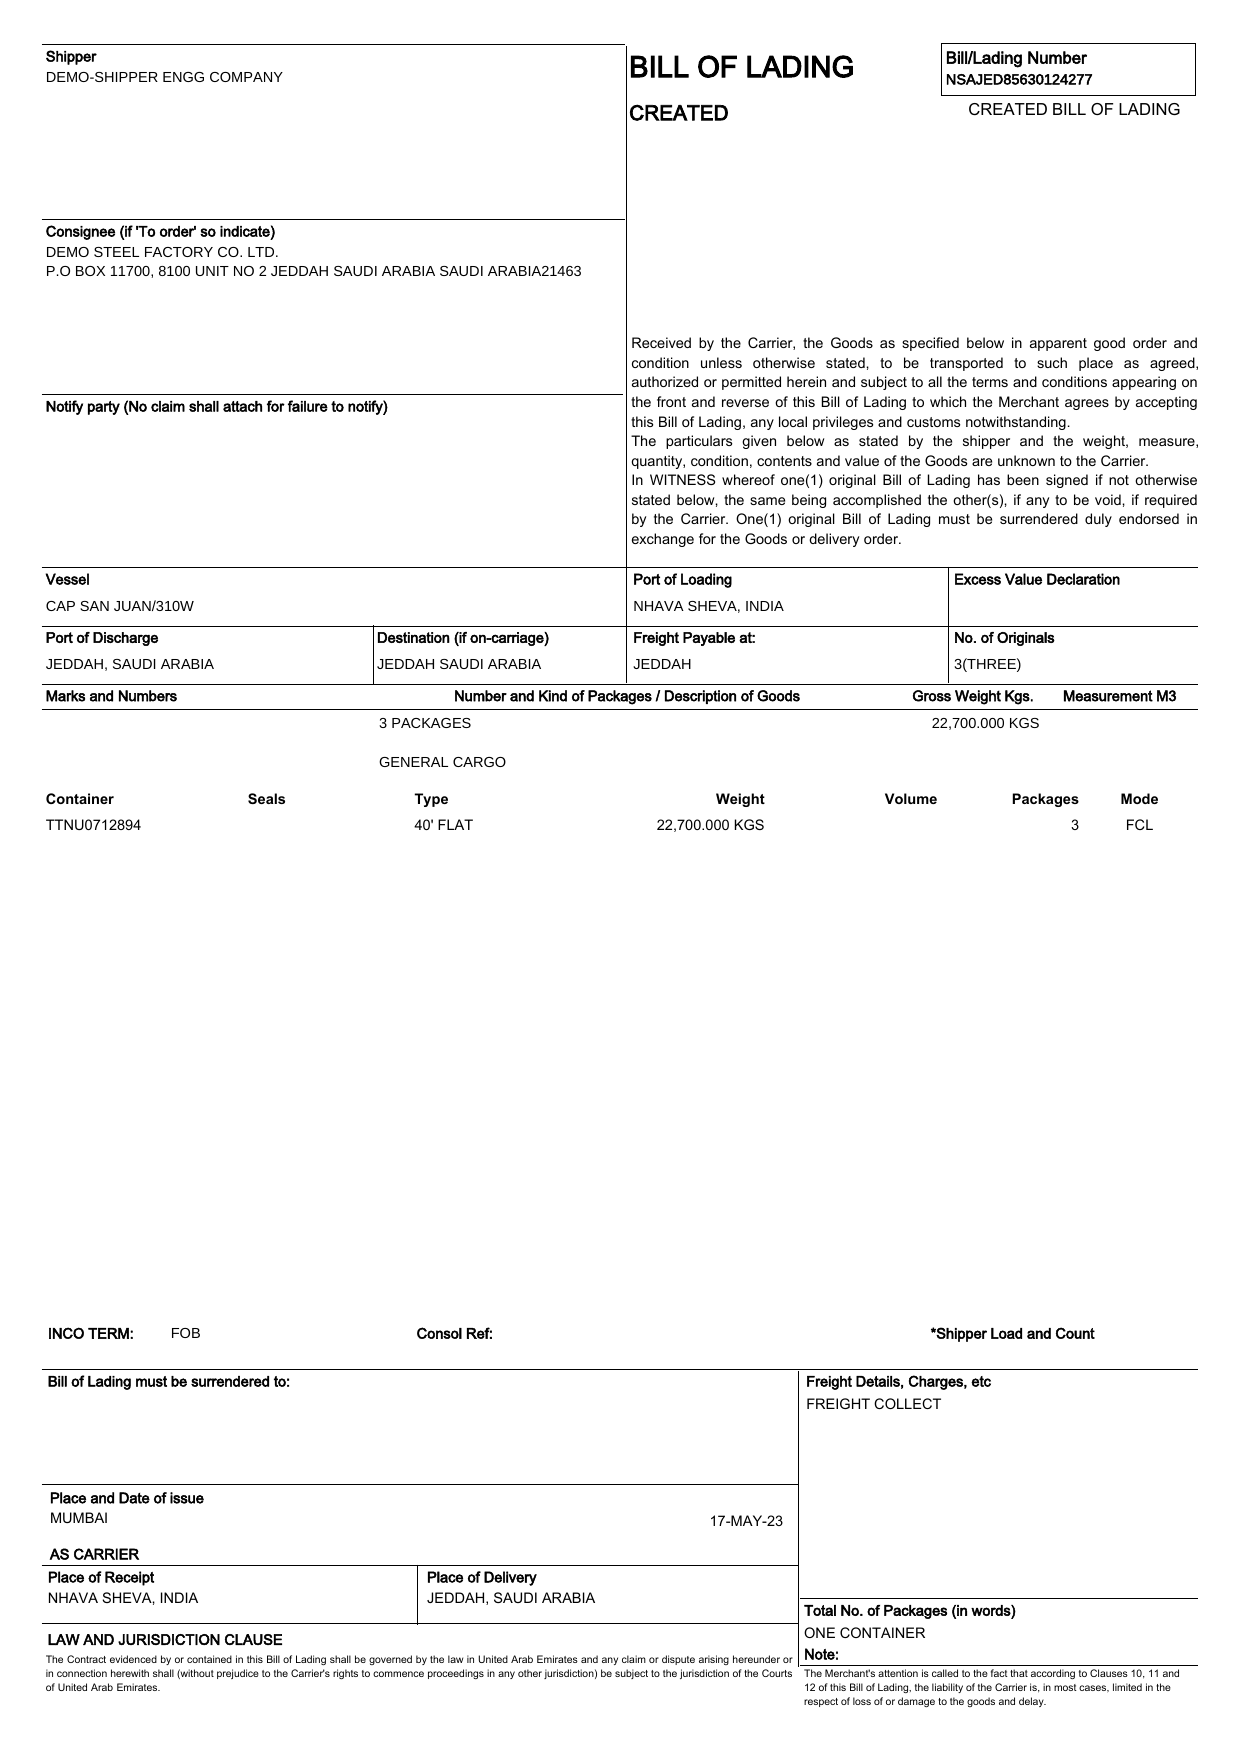 Shipper
DEMO-SHIPPER ENGG COMPANY
BILL OF LADING
CREATED
Bill/Lading Number
NSAJED85630124277
CREATED BILL OF LADING
Consignee (if 'To order' so indicate)
DEMO STEEL FACTORY CO. LTD.
P.O BOX 11700, 8100 UNIT NO 2 JEDDAH SAUDI ARABIA SAUDI ARABIA21463
Notify party (No claim shall attach for failure to notify)
Received by the Carrier, the Goods as specified below in apparent good order and
condition unless otherwise stated, to be transported to such place as agreed,
authorized or permitted herein and subject to all the terms and conditions appearing on
the front and reverse of this Bill of Lading to which the Merchant agrees by accepting
this Bill of Lading, any local privileges and customs notwithstanding.
The particulars given below as stated by the shipper and the weight, measure,
quantity, condition, contents and value of the Goods are unknown to the Carrier.
In WITNESS whereof one(1) original Bill of Lading has been signed if not otherwise
stated below, the same being accomplished the other(s), if any to be void, if required
by the Carrier. One(1) original Bill of Lading must be surrendered duly endorsed in
exchange for the Goods or delivery order.
Vessel
CAP SAN JUAN/310W
Port of Loading
NHAVA SHEVA, INDIA
Excess Value Declaration
Port of Discharge
JEDDAH, SAUDI ARABIA
Destination (if on-carriage)
JEDDAH SAUDI ARABIA
Freight Payable at:
JEDDAH
No. of Originals
3(THREE)
Marks and Numbers Number and Kind of Packages / Description of Goods Gross Weight Kgs. Measurement M3
3 PACKAGES 22,700.000 KGS
GENERAL CARGO
Container Seals Type Weight Volume Packages Mode
TTNU0712894 40' FLAT 22,700.000 KGS 3 FCL
INCO TERM: FOB Consol Ref: *Shipper Load and Count
Bill of Lading must be surrendered to:
Freight Details, Charges, etc
FREIGHT COLLECT
Place and Date of issue
MUMBAI
17-MAY-23
AS CARRIER
Place of Receipt
NHAVA SHEVA, INDIA
Place of Delivery
JEDDAH, SAUDI ARABIA
Total No. of Packages (in words)
ONE CONTAINER
LAW AND JURISDICTION CLAUSE
The Contract evidenced by or contained in this Bill of Lading shall be governed by the law in United Arab Emirates and any claim or dispute arising hereunder or
in connection herewith shall (without prejudice to the Carrier's rights to commence proceedings in any other jurisdiction) be subject to the jurisdiction of the Courts
of United Arab Emirates.
Note:
The Merchant's attention is called to the fact that according to Clauses 10, 11 and
12 of this Bill of Lading, the liability of the Carrier is, in most cases, limited in the
respect of loss of or damage to the goods and delay.